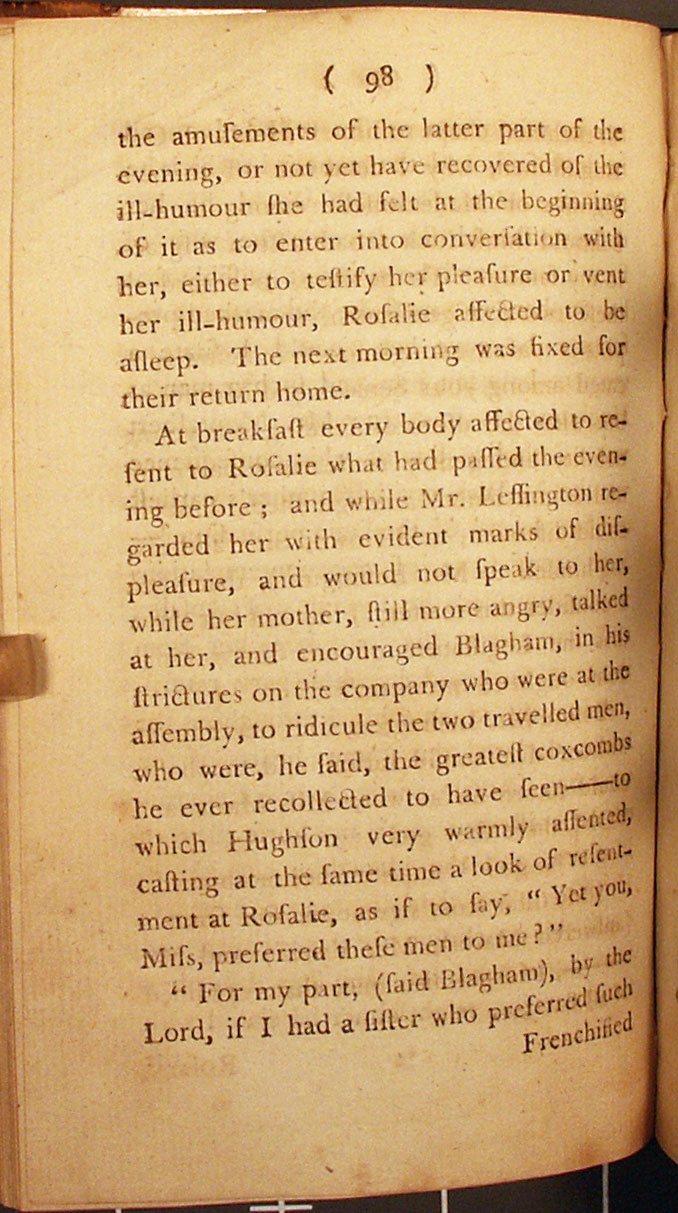 ( 98 )
the amuſements of the latter part of the
evening, or not yet have recovered of the
ill-humour ſhe had felt at the beginning
of it as to enter into converſation with
her, either to teſtify her pleaſure or vent
her ill-humour, Roſalie affected to be
aſleep. The next morning was fixed for
their return home.
At breakfaſt every body affected to re-
ſent to Roſalie what had paſſed the even-
ing before; and while Mr. Leſſington re-
garded her with evident marks of diſ-
pleaſure, and would not ſpeak to her,
while her mother, ſtill more angry, talked
at her, and encouraged Blagham, in his
ſtrictures on the company who were at the
aſſembly, to ridicule the two travelled men,
who were, he ſaid, the greateſt coxcombs
he ever recollected to have ſeen——to
which Hughſon very warmly aſſented,
caſting at the ſame time a look of reſent-
ment at Roſalie, as if to ſay, “ Yet you,
Miſs, preferred theſe men to me?”
“ For my part, (ſaid Blagham), by the
Lord, if I had a ſiſter who preferred ſuch
Frenchified